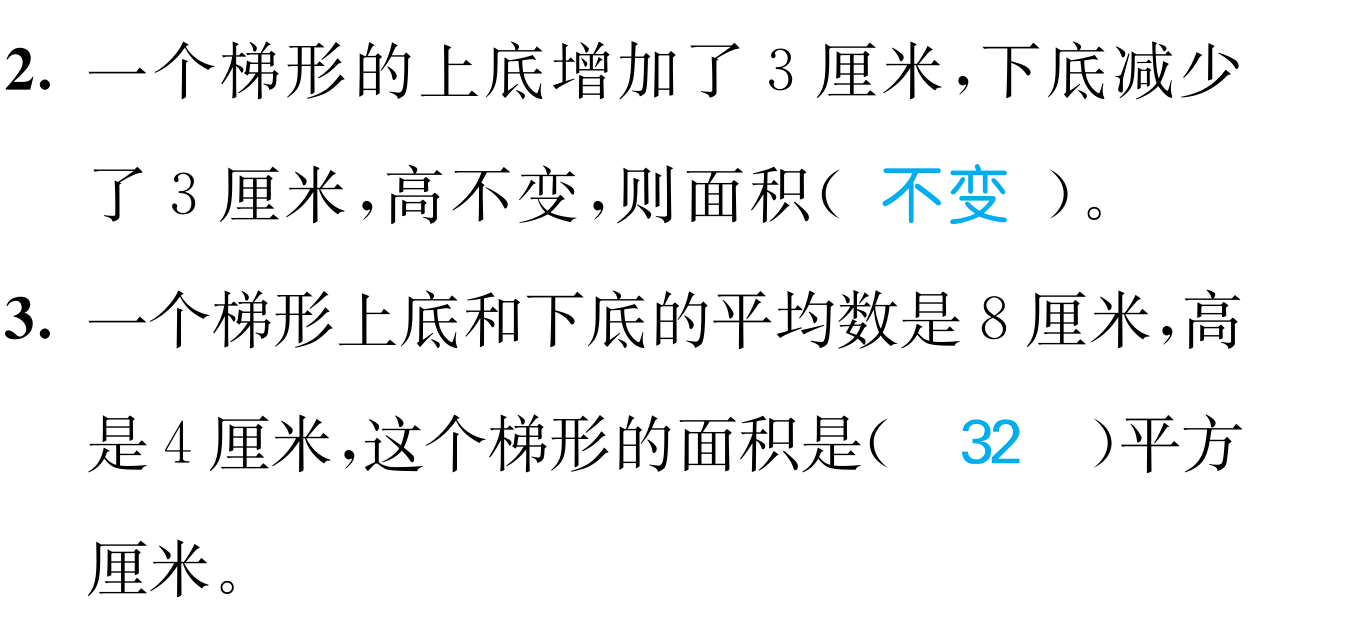 2. 一个梯形的上底增加了 3 厘米,下底减少
了 3 厘米,高不变,则面积( 不变 )。
3. 一个梯形上底和下底的平均数是 8 厘米,高
是 4 厘米,这个梯形的面积是( 32 )平方
厘米。